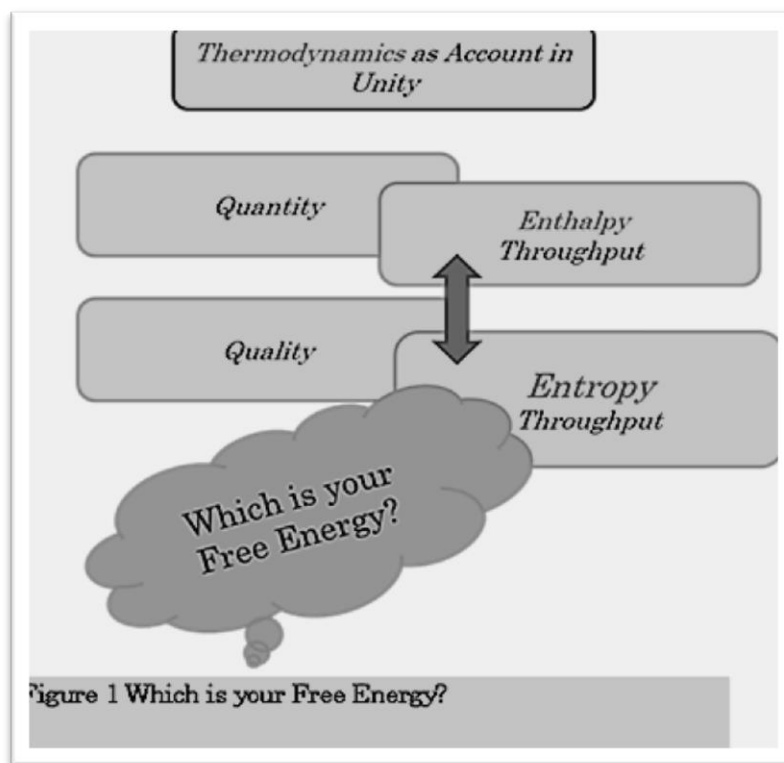 Thermodynamics as Account in
Unity
Quantity
Enthalpy
Throughput
Quality
Entropy
Throughput
Which is your
Free Energy?
Figure 1 Which is your Free Energy?